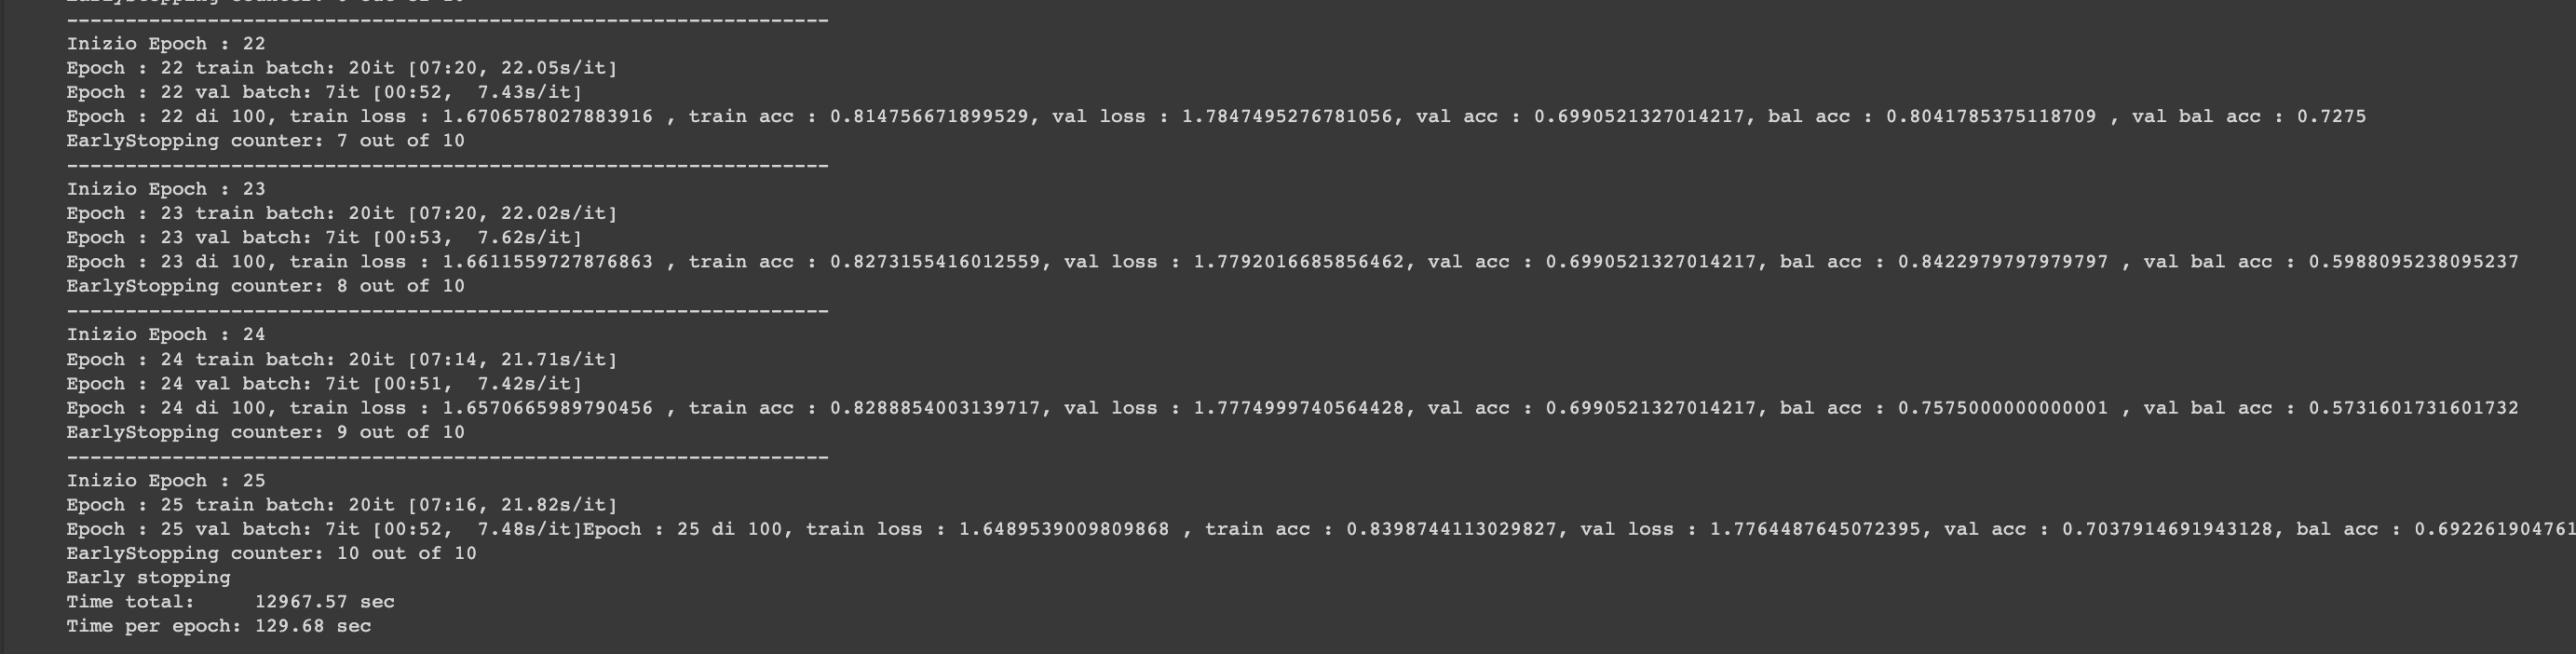 -----------------------------------------------------------------
Inizio Epoch : 22
Epoch : 22 train batch: 20it [07:20, 22.05s/it]
Epoch : 22 val batch: 7it [00:52,  7.43s/it]
Epoch : 22 di 100, train loss : 1.6706578027883916 , train acc : 0.814756671899529, val loss : 1.7847495276781056, val acc : 0.6990521327014217, bal acc : 0.8041785375118709 , val bal acc : 0.7275
EarlyStopping counter: 7 out of 10
-----------------------------------------------------------------
Inizio Epoch : 23
Epoch : 23 train batch: 20it [07:20, 22.02s/it]
Epoch : 23 val batch: 7it [00:53,  7.62s/it]
Epoch : 23 di 100, train loss : 1.6611559727876863 , train acc : 0.8273155416012559, val loss : 1.7792016685856462, val acc : 0.6990521327014217, bal acc : 0.8422979797979797 , val bal acc : 0.5988095238095237
EarlyStopping counter: 8 out of 10
-----------------------------------------------------------------
Inizio Epoch : 24
Epoch : 24 train batch: 20it [07:14, 21.71s/it]
Epoch : 24 val batch: 7it [00:51,  7.42s/it]
Epoch : 24 di 100, train loss : 1.6570665989790456 , train acc : 0.8288854003139717, val loss : 1.7774999740564428, val acc : 0.6990521327014217, bal acc : 0.7575000000000001 , val bal acc : 0.5731601731601732
EarlyStopping counter: 9 out of 10
-----------------------------------------------------------------
Inizio Epoch : 25
Epoch : 25 train batch: 20it [07:16, 21.82s/it]
Epoch : 25 val batch: 7it [00:52,  7.48s/it]Epoch : 25 di 100, train loss : 1.6489539009809868 , train acc : 0.8398744113029827, val loss : 1.7764487645072395, val acc : 0.7037914691943128, bal acc : 0.692261904761
EarlyStopping counter: 10 out of 10
Early stopping
Time total:     12967.57 sec
Time per epoch: 129.68 sec